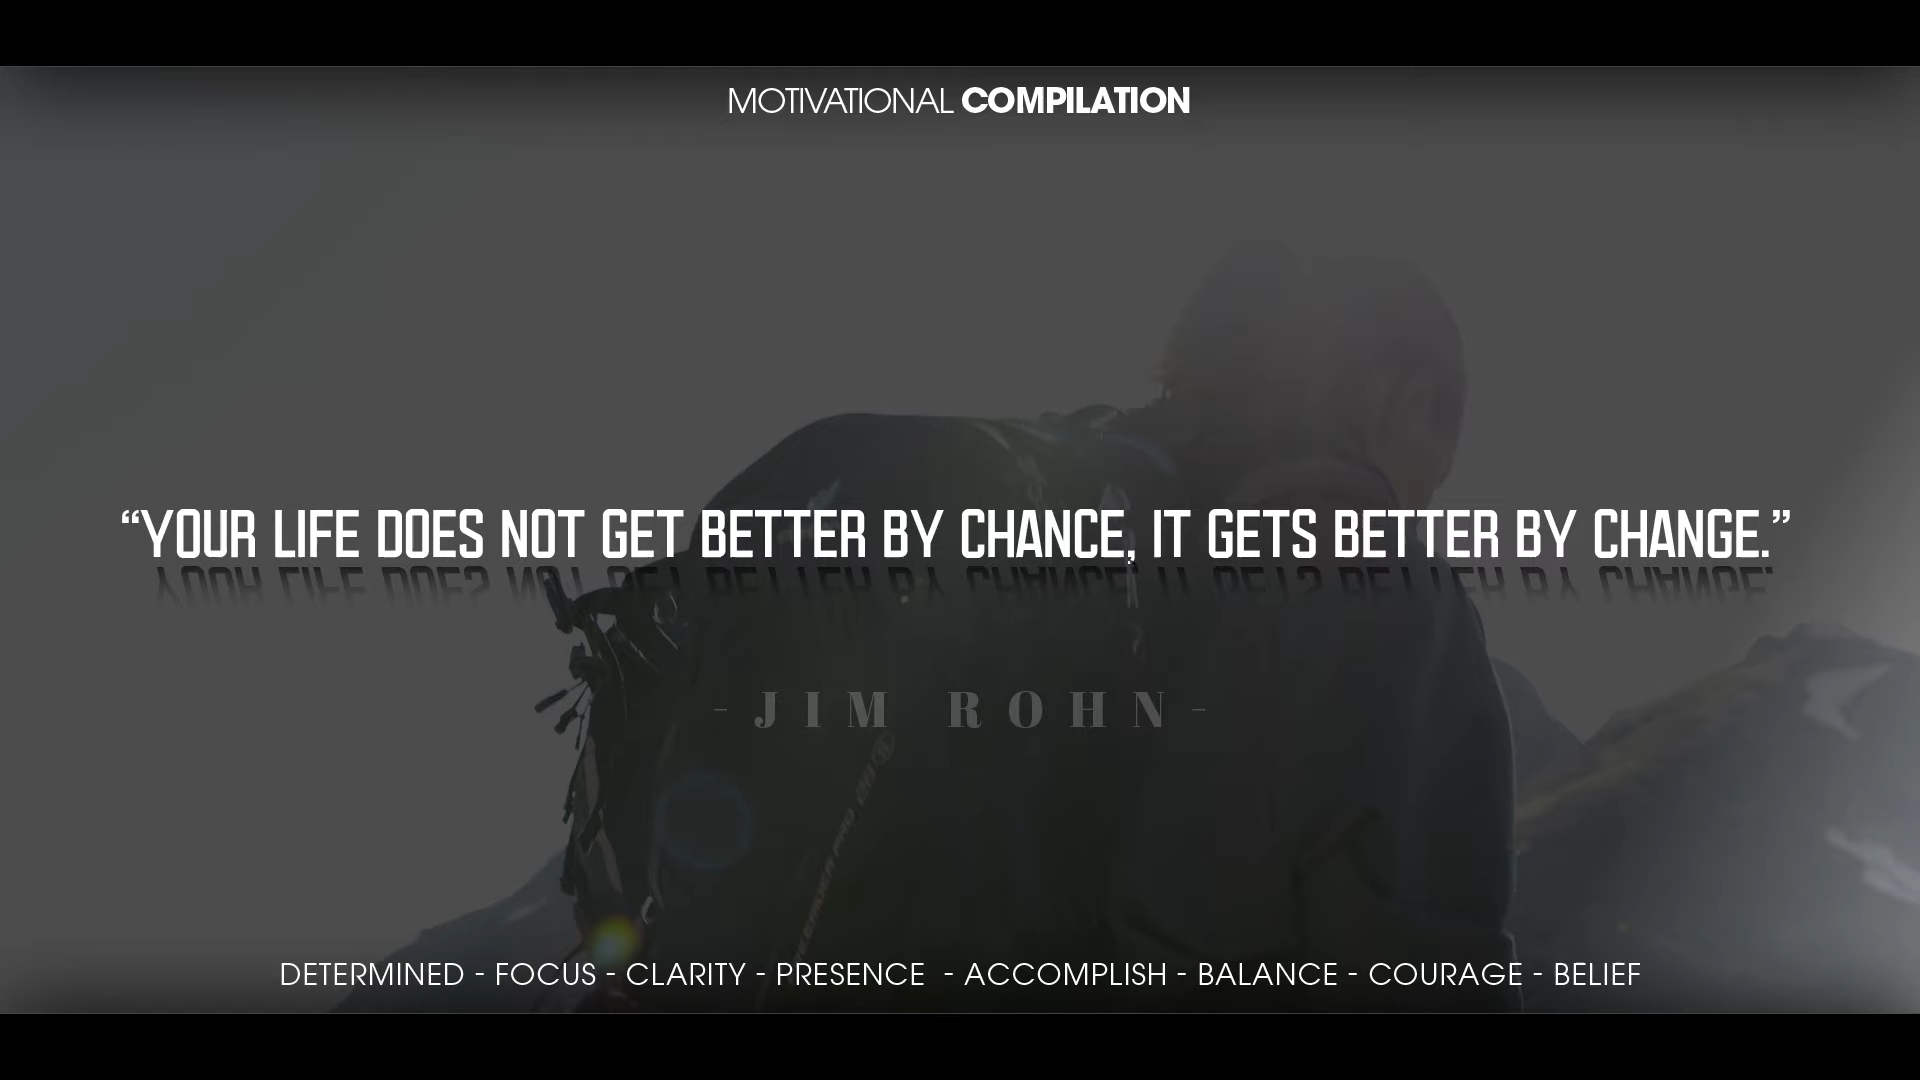 MOTIVATIONAL COMPILATION
“YOUR LIFE DOES NOT GET BETTER BY CHANCE, IT GETS BETTER BY CHANGE.”
- JIM ROHN -
DETERMINED - FOCUS - CLARITY - PRESENCE - ACCOMPLISH - BALANCE - COURAGE - BELIEF